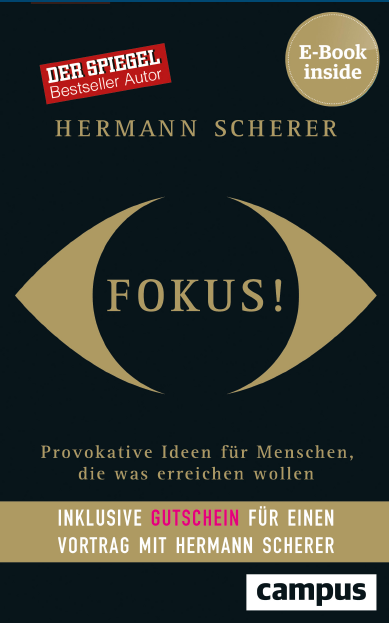 DER SPIEGEL
Bestseller Autor
E-Book
inside
HERMANN SCHERER
FOKUS!
Provokative Ideen für Menschen,
die was erreichen wollen
INKLUSIVE GUTSCHEIN FÜR EINEN
VORTRAG MIT HERMANN SCHERER
campus